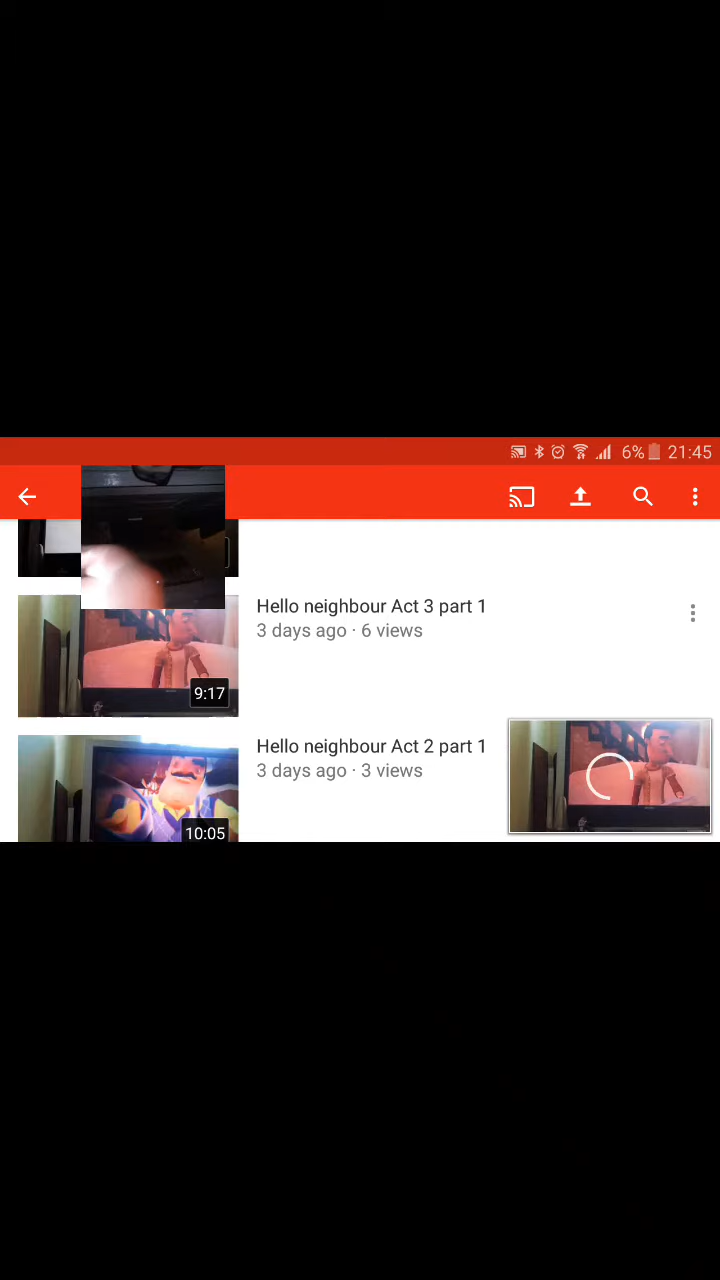 6% 21:45
Hello neighbour Act 3 part 1
3 days ago · 6 views
9:17
Hello neighbour Act 2 part 1
3 days ago · 3 views
10:05